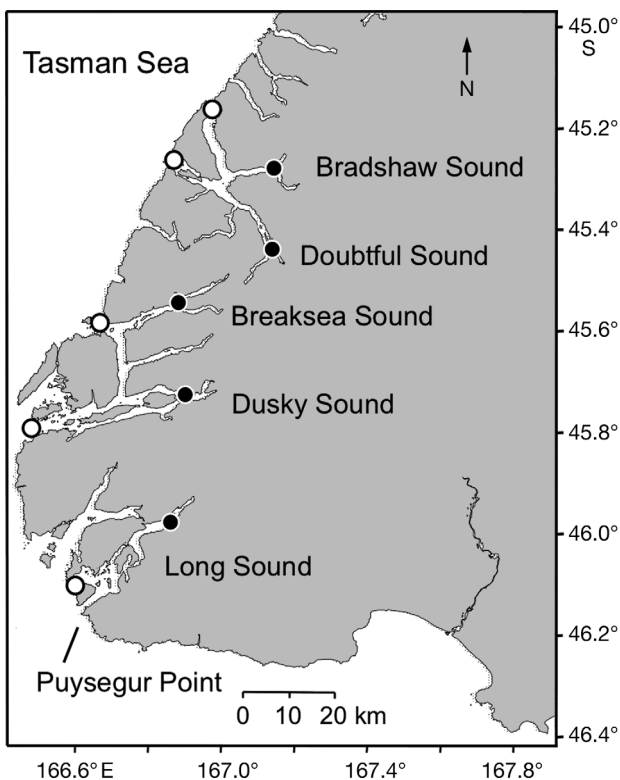 45.0°
S
Tasman Sea
N
45.2°
Bradshaw Sound
45.4°
Doubtful Sound
Breaksea Sound
45.6°
Dusky Sound
45.8°
46.0°
Long Sound
46.2°
Puysegur Point
0 10 20 km
46.4°
166.6° E 167.0° 167.4° 167.8°